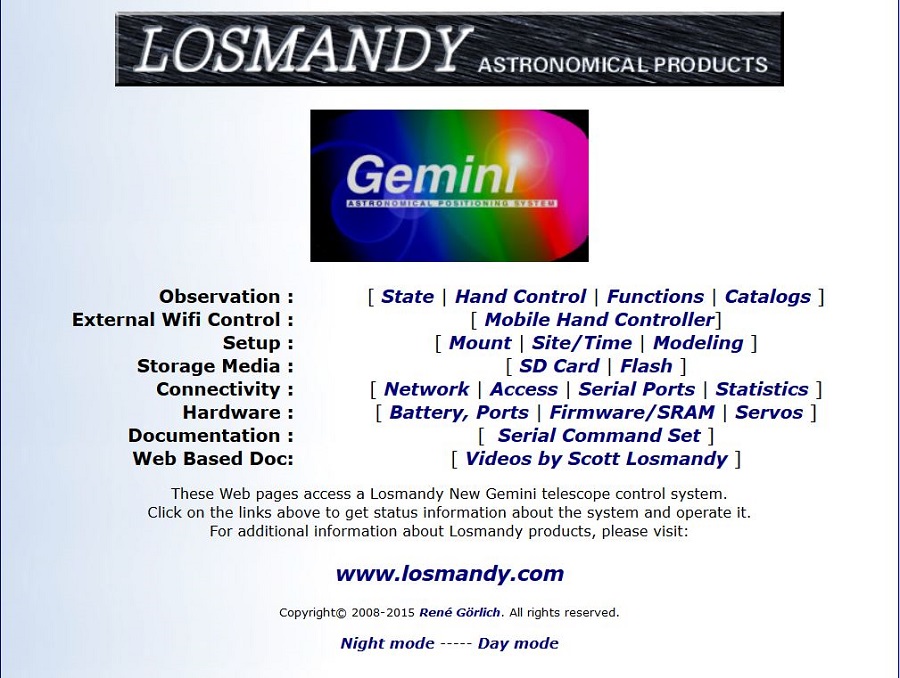 LOSMANDY ASTRONOMICAL PRODUCTS
Gemini
ASTRONOMICAL POSITIONING SYSTEM
Observation : [ State | Hand Control | Functions | Catalogs ]
External Wifi Control : [ Mobile Hand Controller]
Setup : [ Mount | Site/Time | Modeling ]
Storage Media : [ SD Card | Flash ]
Connectivity : [ Network | Access | Serial Ports | Statistics ]
Hardware : [ Battery, Ports | Firmware/SRAM | Servos ]
Documentation : [ Serial Command Set ]
Web Based Doc: [ Videos by Scott Losmandy ]
These Web pages access a Losmandy New Gemini telescope control system.
Click on the links above to get status information about the system and operate it.
For additional information about Losmandy products, please visit:
www.losmandy.com
Copyright© 2008-2015 René Görlich. All rights reserved.
Night mode ----- Day mode